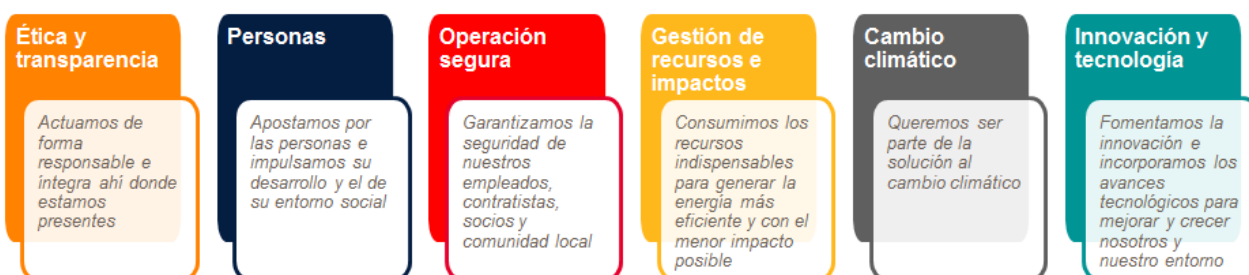 Ética y
transparencia
Actuamos de
forma
responsable e
íntegra ahí donde
estamos
presentes
Personas
Apostamos por
las personas e
impulsamos su
desarrollo y el de
su entorno social
Operación
segura
Garantizamos la
seguridad de
nuestros
empleados,
contratistas,
socios y
comunidad local
Gestión de
recursos e
impactos
Consumimos los
recursos
indispensables
para generar la
energía más
eficiente y con el
menor impacto
posible
Cambio
climático
Queremos ser
parte de la
solución al
cambio climático
Innovación y
tecnología
Fomentamos la
innovación e
incorporamos los
avances
tecnológicos para
mejorar y crecer
nosotros y
nuestro entorno